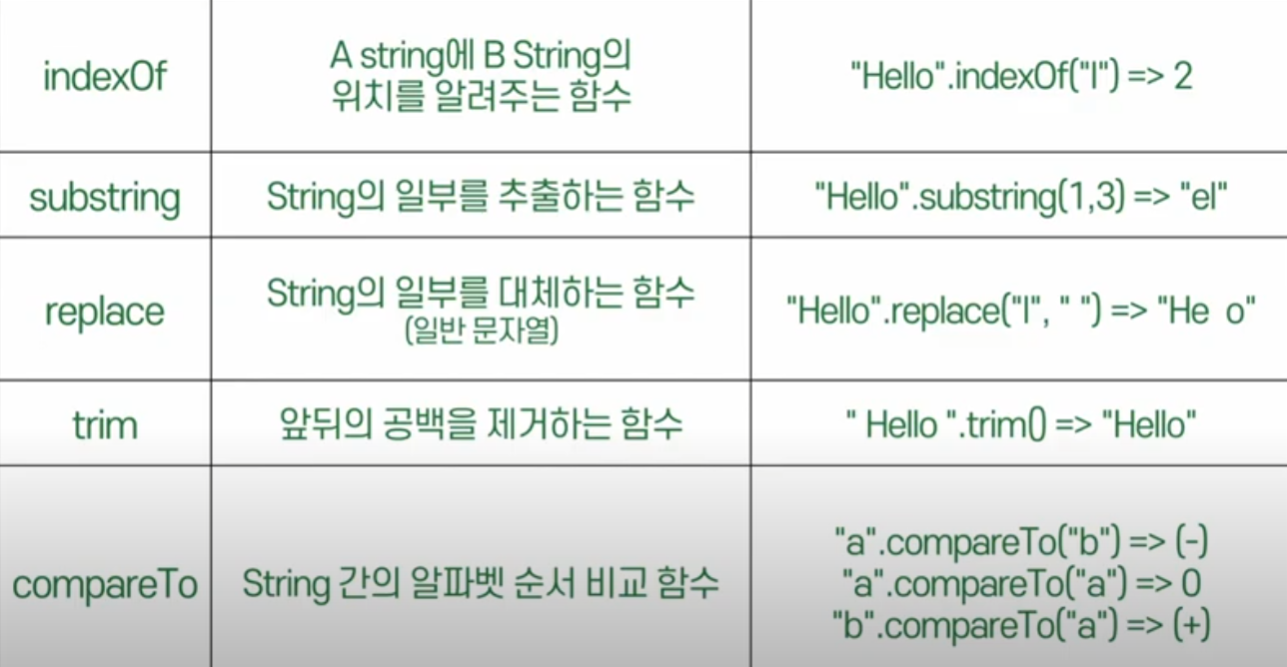 indexOf
A string에 B String의
위치를 알려주는 함수
"Hello".indexOf("l") => 2
substring
String의 일부를 추출하는 함수
"Hello".substring(1,3) => "el"
replace
String의 일부를 대체하는 함수
(일반 문자열)
"Hello".replace("l", " ") => "He  o"
trim
앞뒤의 공백을 제거하는 함수
" Hello ".trim() => "Hello"
compareTo
String 간의 알파벳 순서 비교 함수
"a".compareTo("b") => (-)
"a".compareTo("a") => 0
"b".compareTo("a") => (+)